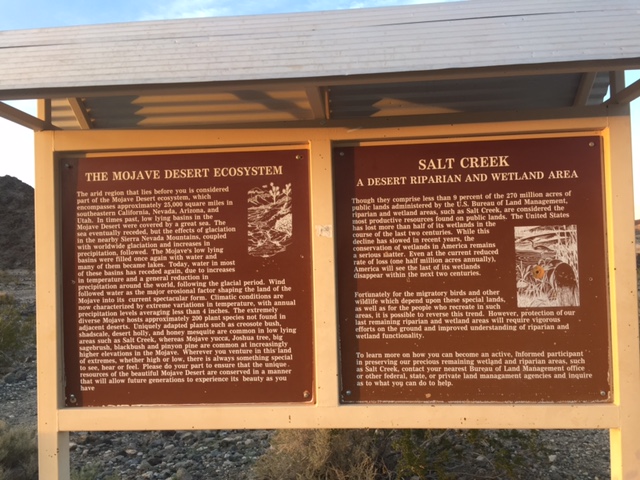 THE MOJAVE DESERT ECOSYSTEM
The arid region that lies before you is considered
part of the Mojave Desert ecosystem, which
encompasses approximately 25,000 square miles in
southeastern California, Nevada, Arizona, and
Utah. In times past, low lying basins in the
Mojave Desert were covered by a great sea. The
sea eventually receded, but the effects of glaciation
in the nearby Sierra Nevada Mountains, coupled
with worldwide glaciation and increases in
precipitation, followed. The Mojave's low lying
basins were filled once again with water and
many of them became lakes. Today, water in most
of these basins has receded again, due to increases
in temperature and a general reduction in
precipitation around the world, following the glacial period. Wind
followed water as the major erosional factor shaping the land of the
Mojave into its current spectacular form. Climatic conditions are
now characterized by extreme variations in temperature, with annual
precipitation levels averaging less than 4 inches. The extremely
diverse Mojave hosts approximately 200 plant species not found in
adjacent deserts. Uniquely adapted plants such as creosote bush,
shadscale, desert holly, and honey mesquite are common in low lying
areas such as Salt Creek, whereas Mojave yucca, Joshua tree, big
sagebrush, blackbush and pinyon pine are common at increasingly
higher elevations in the Mojave. Wherever you venture in this land
of extremes, whether high or low, there is always something special
to see, hear or feel. Please do your part to ensure that the unique
resources of the beautiful Mojave Desert are conserved in a manner
that will allow future generations to experience its beauty as you
have
SALT CREEK
A DESERT RIPARIAN AND WETLAND AREA
Though they comprise less than 9 percent of the 270 million acres of
public lands administered by the U.S. Bureau of Land Management,
riparian and wetland areas, such as Salt Creek, are considered the
most productive resources found on public lands. The United States
has lost more than half of its wetlands in the
course of the last two centuries. While this
decline has slowed in recent years, the
conservation of wetlands in America remains
a serious matter. Even at the current reduced
rate of loss (one half million acres annually),
America will see the last of its wetlands
disappear within the next two centuries.
Fortunately for the migratory birds and other
wildlife which depend upon these special lands,
as well as for the people who recreate in such
areas, it is possible to reverse this trend. However, protection of our
last remaining riparian and wetland areas will require vigorous
efforts on the ground and improved understanding of riparian and
wetland functionality.
To learn more on how you can become an active, informed participant
in preserving our precious remaining wetland and riparian areas, such
as Salt Creek, contact your nearest Bureau of Land Management office
or other federal, state, or private land managament agencies and inquire
as to what you can do to help.